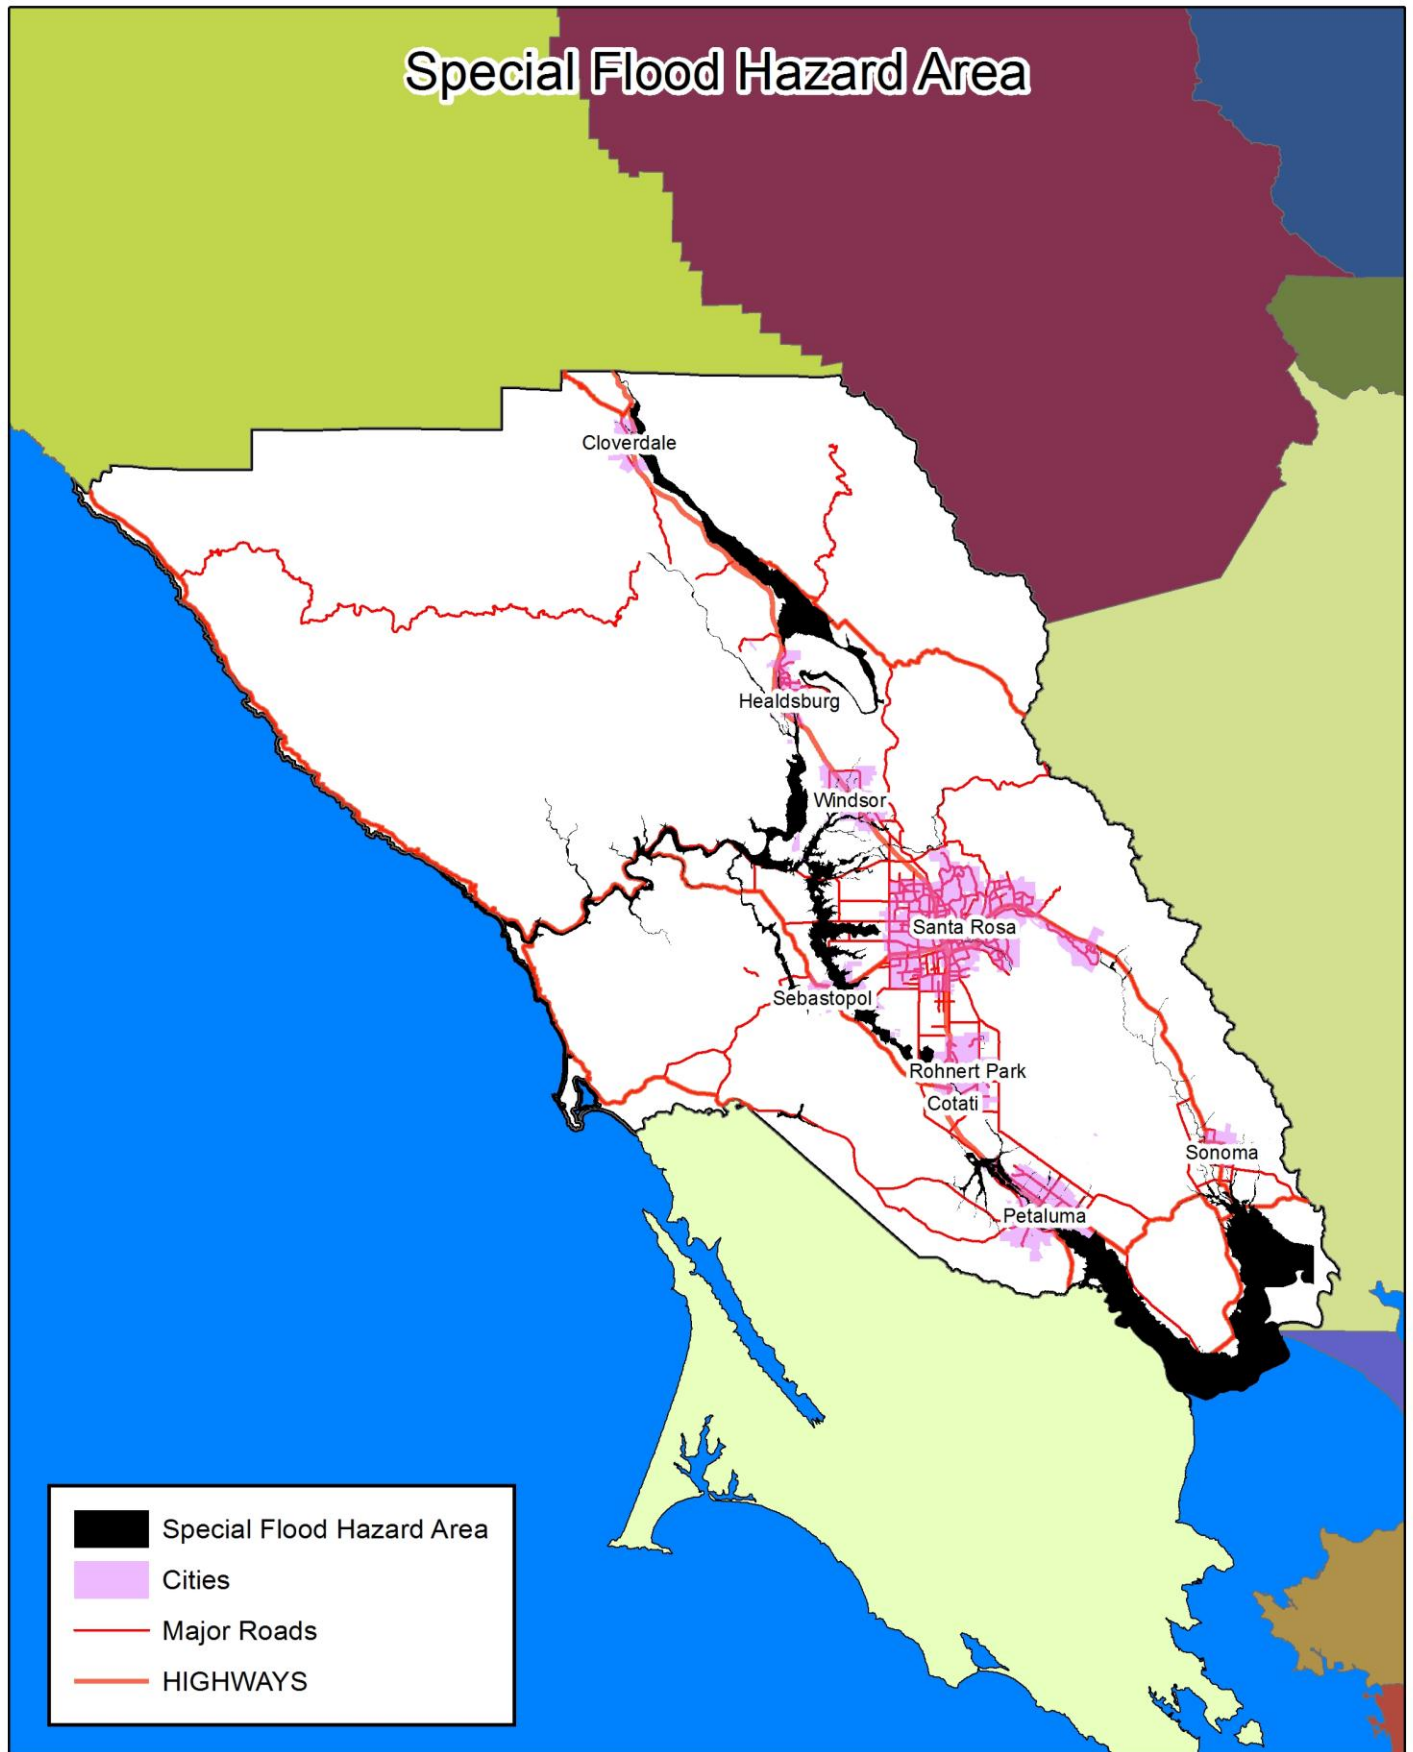 Special Flood Hazard Area
Cloverdale
Healdsburg
Windsor
Santa Rosa
Sebastopol
Rohnert Park
Cotati
Sonoma
Petaluma
Special Flood Hazard Area
Cities
Major Roads
HIGHWAYS